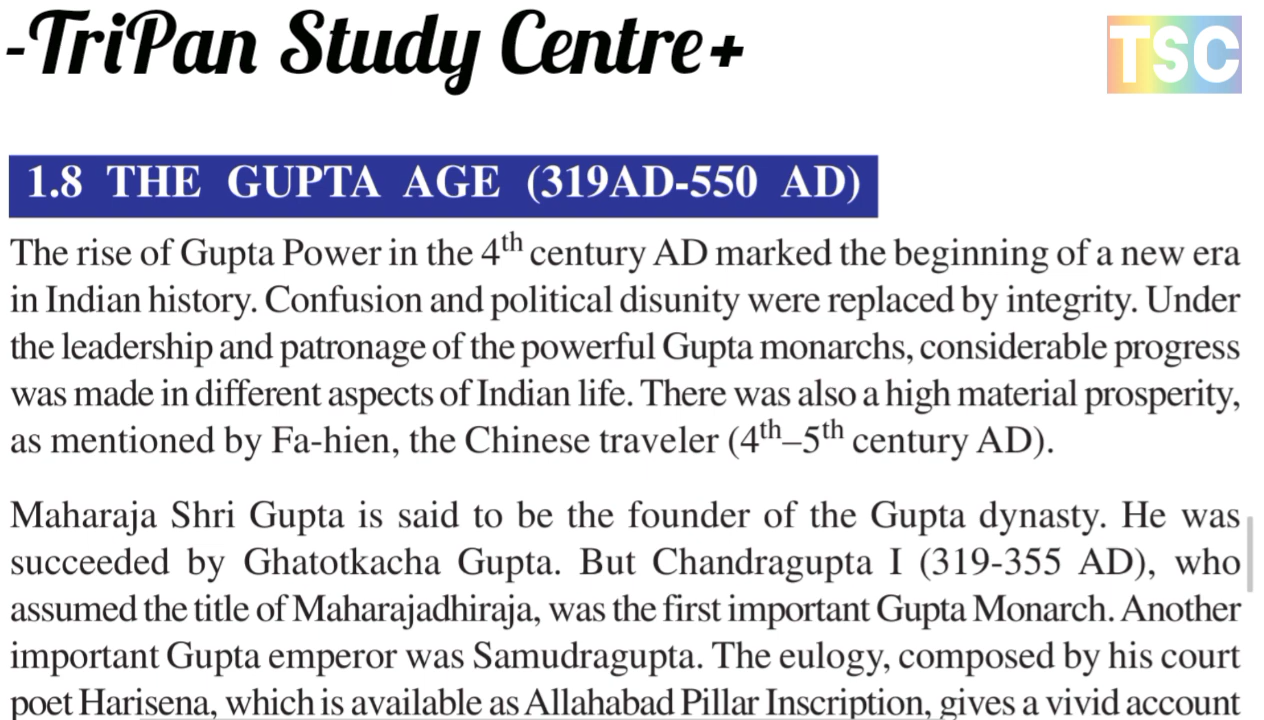 -TriPan Study Centre+
TSC
1.8 THE GUPTA AGE (319AD-550 AD)
The rise of Gupta Power in the 4th century AD marked the beginning of a new era
in Indian history. Confusion and political disunity were replaced by integrity. Under
the leadership and patronage of the powerful Gupta monarchs, considerable progress
was made in different aspects of Indian life. There was also a high material prosperity,
as mentioned by Fa-hien, the Chinese traveler (4th–5th century AD).
Maharaja Shri Gupta is said to be the founder of the Gupta dynasty. He was
succeeded by Ghatotkacha Gupta. But Chandragupta I (319-355 AD), who
assumed the title of Maharajadhiraja, was the first important Gupta Monarch. Another
important Gupta emperor was Samudragupta. The eulogy, composed by his court
poet Harisena, which is available as Allahabad Pillar Inscription, gives a vivid account